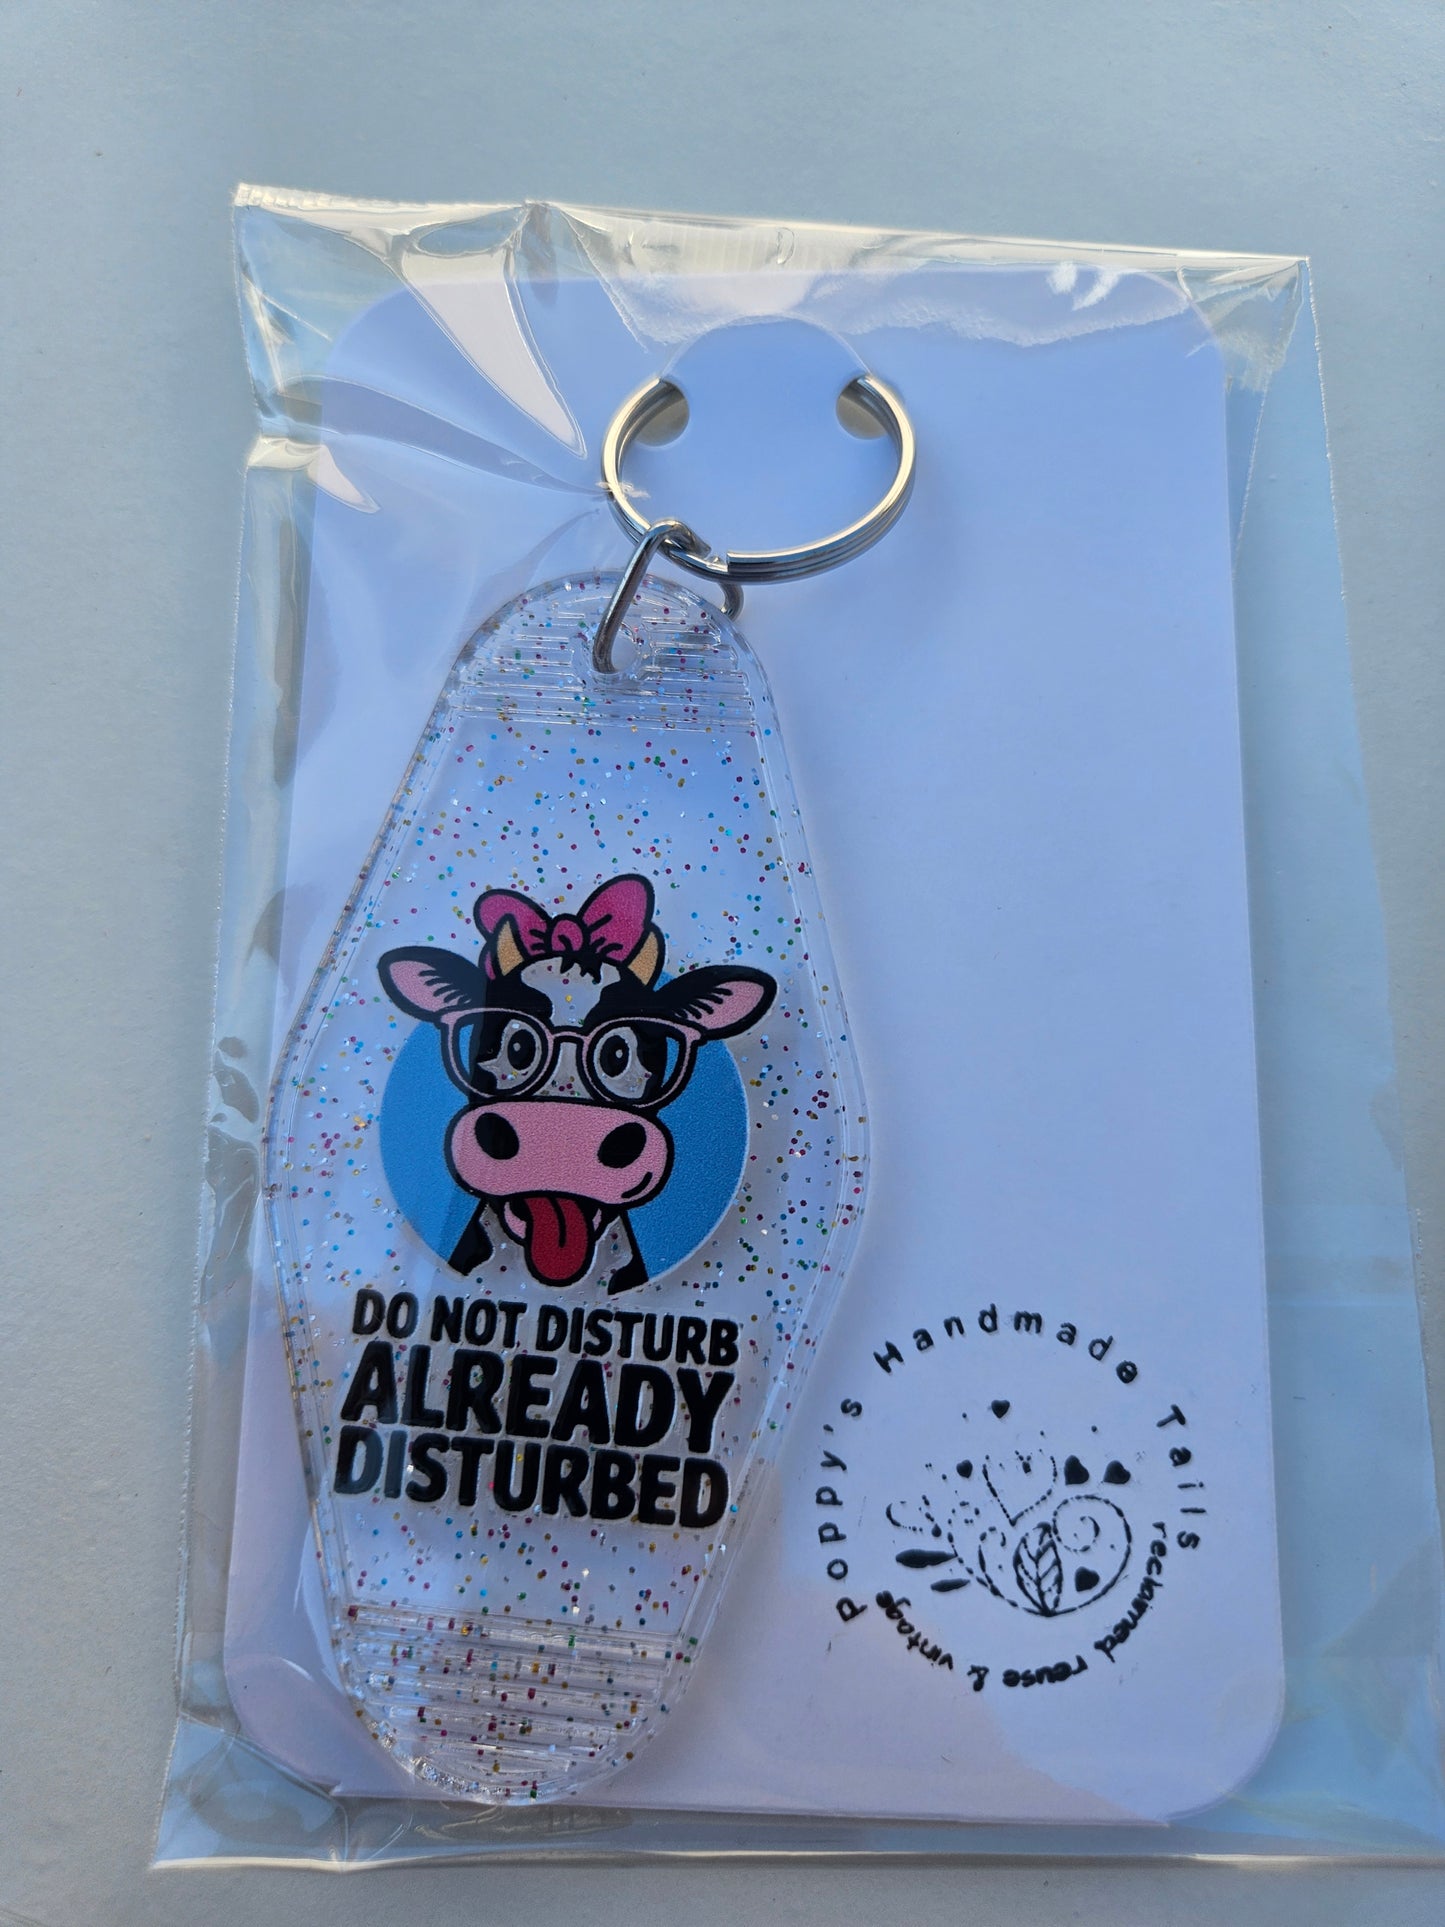 DO NOT DISTURB
ALREADY
DISTURBED
Poppy's Handmade Tails
reclaimed reuse & vintage